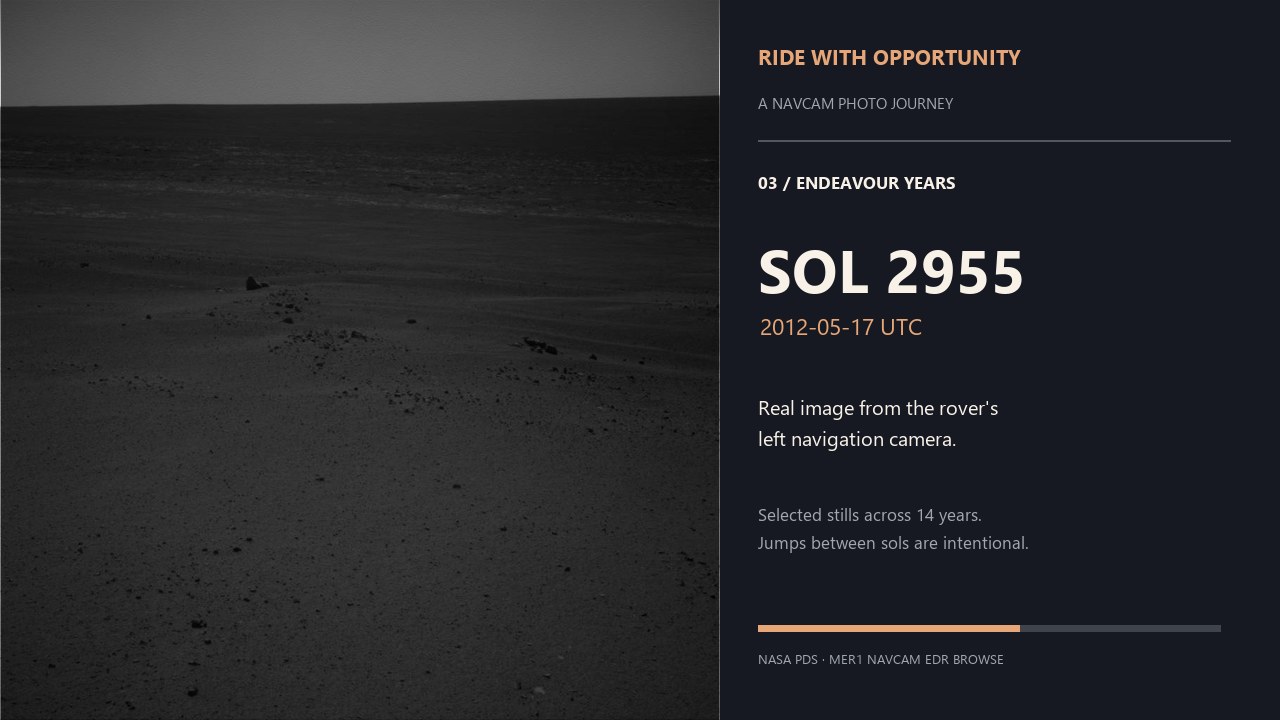 RIDE WITH OPPORTUNITY
A NAVCAM PHOTO JOURNEY
03 / ENDEAVOUR YEARS
SOL 2955
2012-05-17 UTC
Real image from the rover's
left navigation camera.
Selected stills across 14 years.
Jumps between sols are intentional.
NASA PDS · MER1 NAVCAM EDR BROWSE